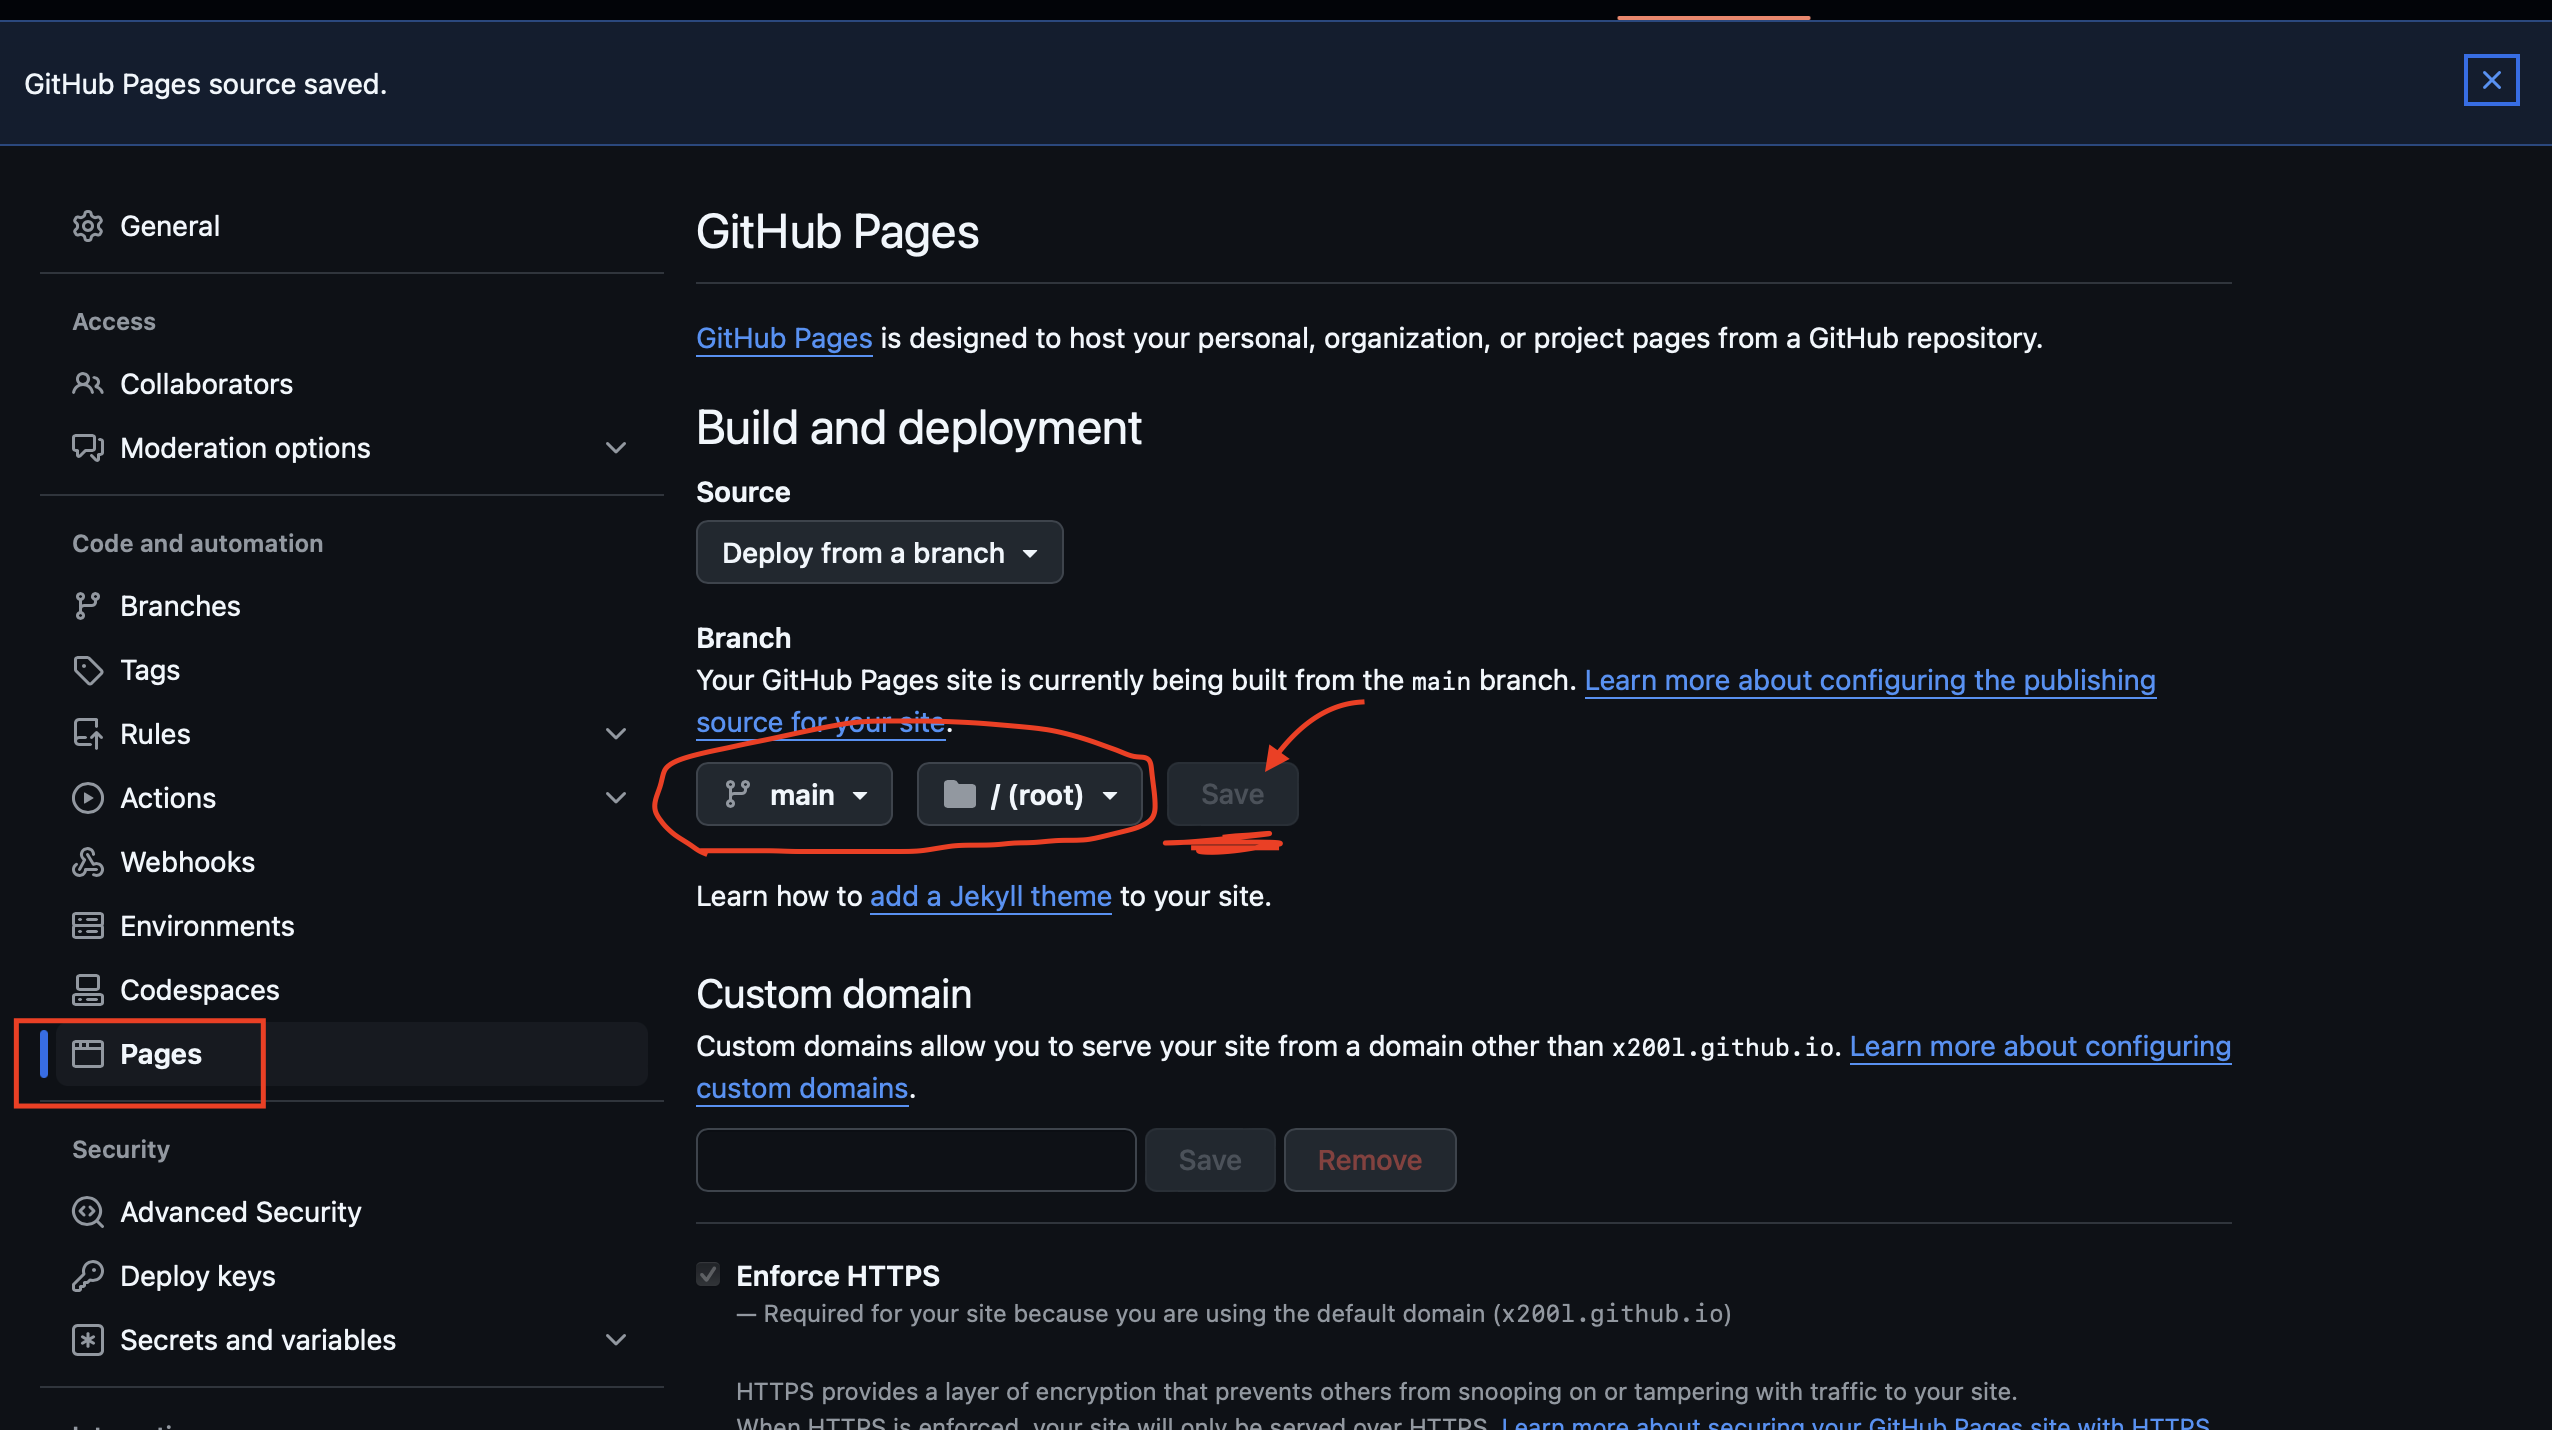 GitHub Pages source saved.
General
Access
Collaborators
Moderation options
Code and automation
Branches
Tags
Rules
Actions
Webhooks
Environments
Codespaces
Pages
Security
Advanced Security
Deploy keys
Secrets and variables
GitHub Pages
GitHub Pages is designed to host your personal, organization, or project pages from a GitHub repository.
Build and deployment
Source
Deploy from a branch
Branch
Your GitHub Pages site is currently being built from the main branch. Learn more about configuring the publishing
source for your site.
main
/ (root)
Save
Learn how to add a Jekyll theme to your site.
Custom domain
Custom domains allow you to serve your site from a domain other than x200l.github.io. Learn more about configuring
custom domains.
Save
Remove
Enforce HTTPS
— Required for your site because you are using the default domain (x200l.github.io)
HTTPS provides a layer of encryption that prevents others from snooping on or tampering with traffic to your site.
When HTTPS is enforced, your site will only be served over HTTPS. Learn more about securing your GitHub Pages site with HTTPS